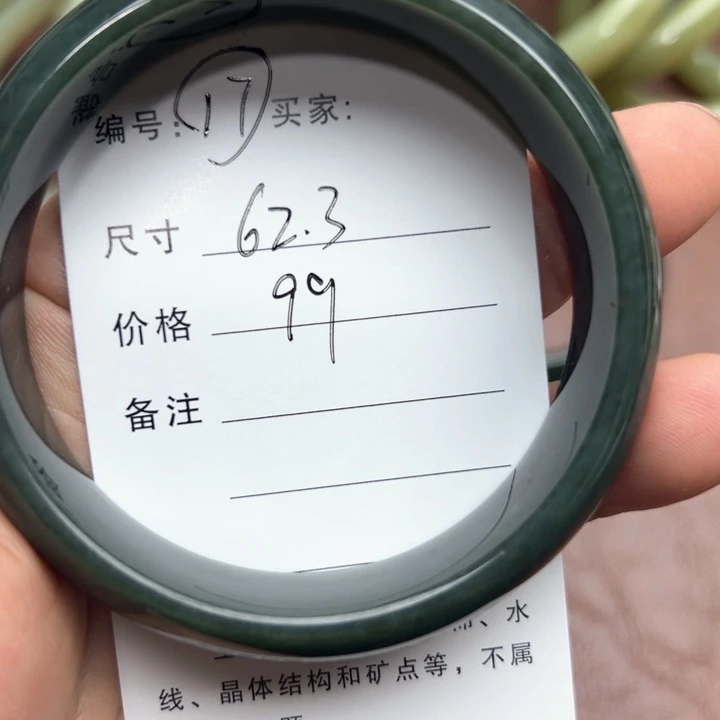 编号: 17 买家:
尺寸 62.3
价格 99
备注
、水
线、晶体结构和矿点等，不属